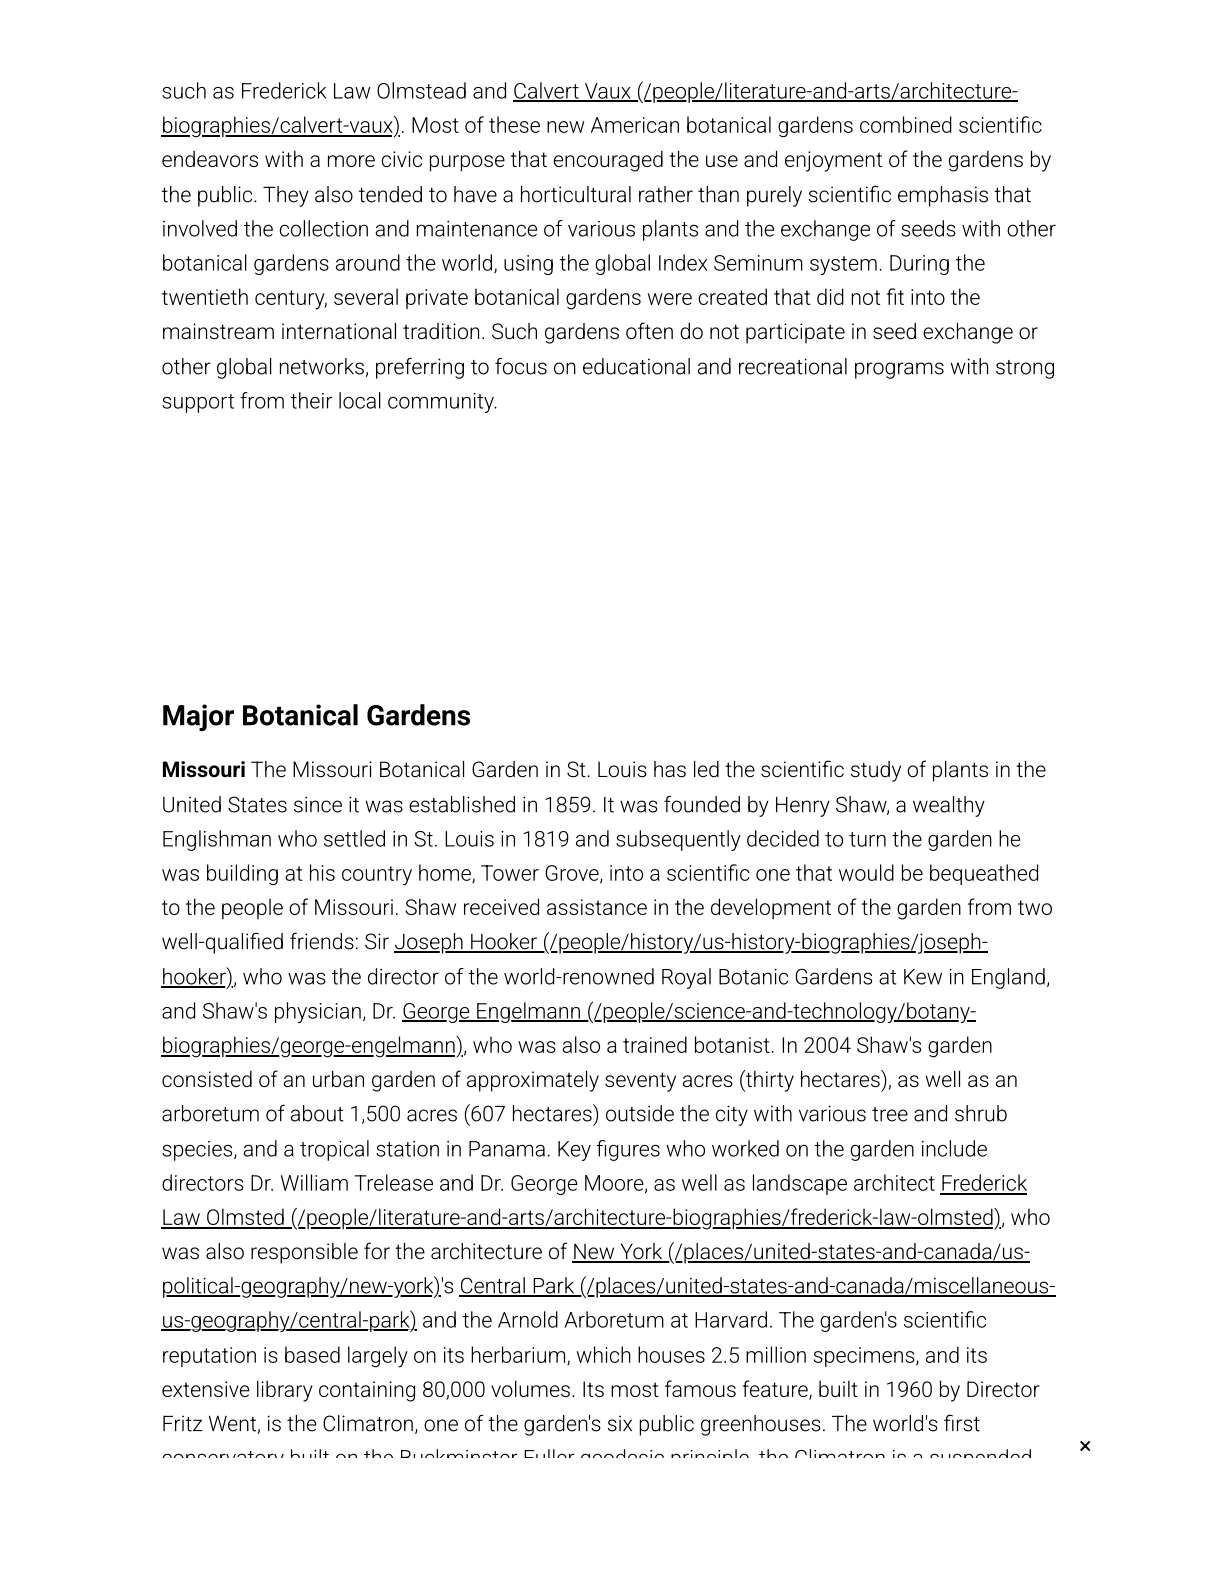 such as Frederick Law Olmstead and Calvert Vaux (/people/literature-and-arts/architecture-
biographies/calvert-vaux). Most of these new American botanical gardens combined scientific
endeavors with a more civic purpose that encouraged the use and enjoyment of the gardens by
the public. They also tended to have a horticultural rather than purely scientific emphasis that
involved the collection and maintenance of various plants and the exchange of seeds with other
botanical gardens around the world, using the global Index Seminum system. During the
twentieth century, several private botanical gardens were created that did not fit into the
mainstream international tradition. Such gardens often do not participate in seed exchange or
other global networks, preferring to focus on educational and recreational programs with strong
support from their local community.
Major Botanical Gardens
Missouri The Missouri Botanical Garden in St. Louis has led the scientific study of plants in the
United States since it was established in 1859. It was founded by Henry Shaw, a wealthy
Englishman who settled in St. Louis in 1819 and subsequently decided to turn the garden he
was building at his country home, Tower Grove, into a scientific one that would be bequeathed
to the people of Missouri. Shaw received assistance in the development of the garden from two
well-qualified friends: Sir Joseph Hooker (/people/history/us-history-biographies/joseph-
hooker), who was the director of the world-renowned Royal Botanic Gardens at Kew in England,
and Shaw's physician, Dr. George Engelmann (/people/science-and-technology/botany-
biographies/george-engelmann), who was also a trained botanist. In 2004 Shaw's garden
consisted of an urban garden of approximately seventy acres (thirty hectares), as well as an
arboretum of about 1,500 acres (607 hectares) outside the city with various tree and shrub
species, and a tropical station in Panama. Key figures who worked on the garden include
directors Dr. William Trelease and Dr. George Moore, as well as landscape architect Frederick
Law Olmsted (/people/literature-and-arts/architecture-biographies/frederick-law-olmsted), who
was also responsible for the architecture of New York (/places/united-states-and-canada/us-
political-geography/new-york)'s Central Park (/places/united-states-and-canada/miscellaneous-
us-geography/central-park) and the Arnold Arboretum at Harvard. The garden's scientific
reputation is based largely on its herbarium, which houses 2.5 million specimens, and its
extensive library containing 80,000 volumes. Its most famous feature, built in 1960 by Director
Fritz Went, is the Climatron, one of the garden's six public greenhouses. The world's first
conservatory built on the Buckminster Fuller geodesic principle, the Climatron is a suspended
×